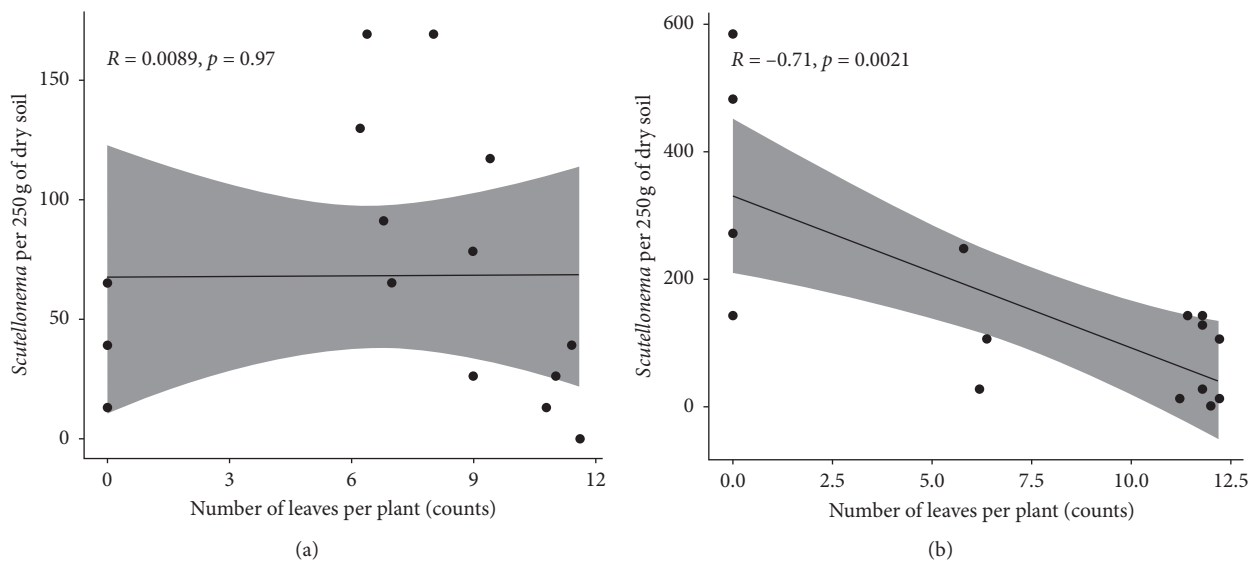 R = 0.0089, p = 0.97
150
100
50
0
Scutellonema per 250 g of dry soil
0
3
6
9
12
Number of leaves per plant (counts)
(a)
R = –0.71, p = 0.0021
600
400
200
0
Scutellonema per 250 g of dry soil
0.0
2.5
5.0
7.5
10.0
12.5
Number of leaves per plant (counts)
(b)